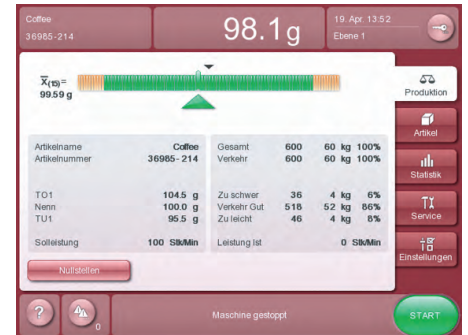 Coffee
36985-214
98.1 g
19. Apr. 13:52
Ebene 1
X(15)=
99.59 g
Produktion
Artikel
Statistik
Service
Einstellungen
Artikelname Coffee
Artikelnummer 36985-214
TO1 104.5 g
Nenn 100.0 g
TU1 95.5 g
Solleistung 100 Stk/Min
Gesamt 600 60 kg 100%
Verkehr 600 60 kg 100%
Zu schwer 36 4 kg 6%
Verkehr Gut 518 52 kg 86%
Zu leicht 46 4 kg 8%
Leistung Ist 0 Stk/Min
Nullstellen
?
0
Maschine gestoppt
START